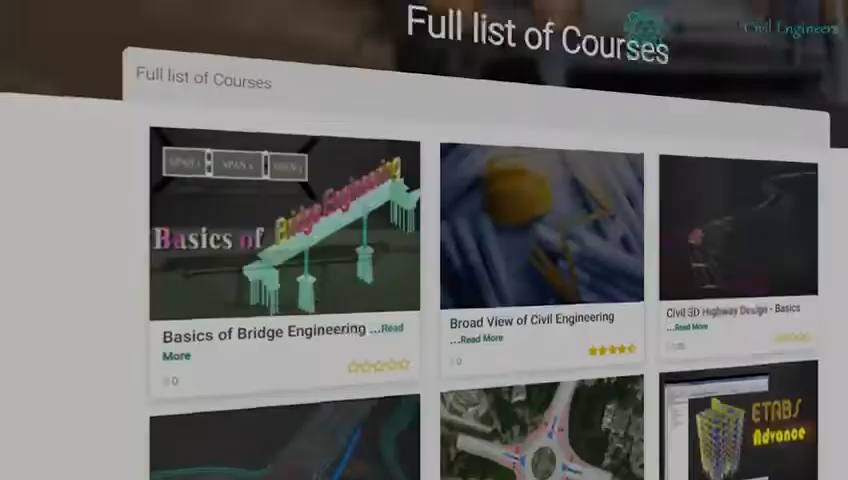 Full list of Courses
Civil Engineers
Full list of Courses
SPAN 1 SPAN 2 SPAN 3
Basics of Bridge Engineering
Basics of Bridge Engineering ...Read
More
0
Broad View of Civil Engineering
...Read More
0
Civil 3D Highway Design - Basics
...Read More
ETABS
Advance